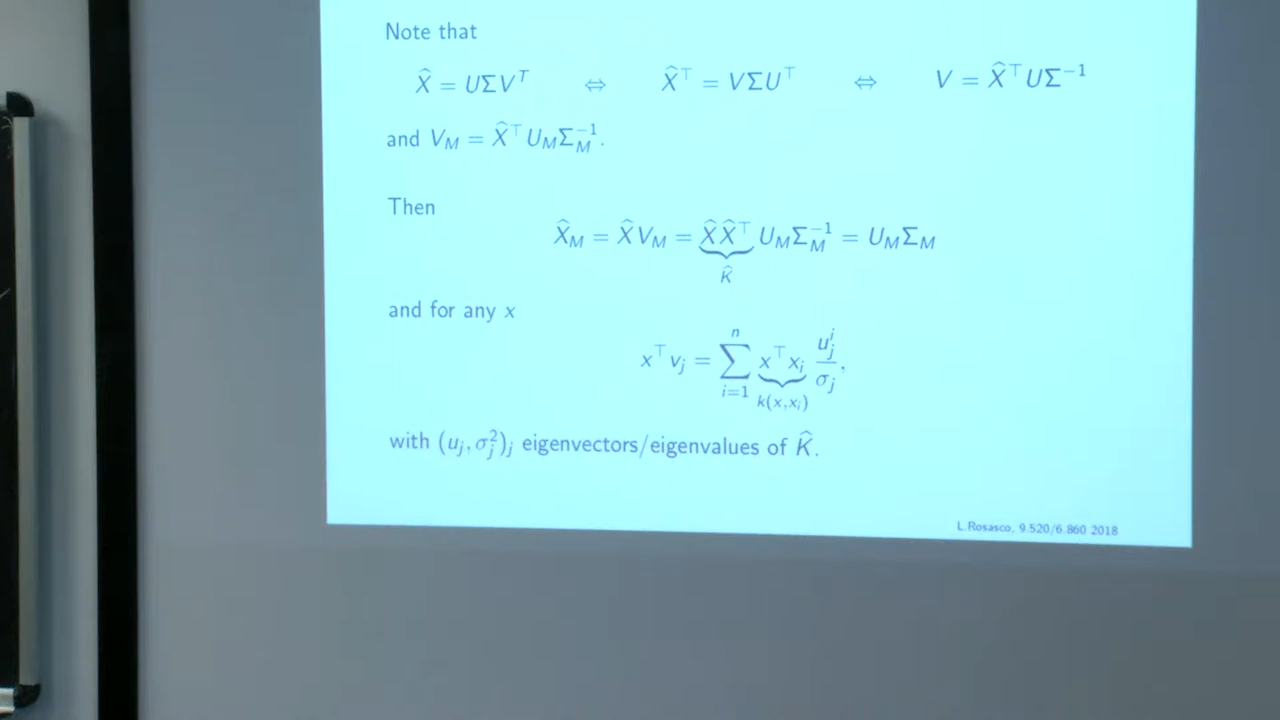 Note that
X̂ = UΣV^T ⇔ X̂^⊤ = VΣU^⊤ ⇔ V = X̂^⊤UΣ^−1
and V_M = X̂^⊤U_MΣ_M^−1.
Then
X̂_M = X̂V_M = X̂X̂^⊤ U_MΣ_M^−1 = U_MΣ_M
K̂
and for any x
x^⊤v_j = ∑_{i=1}^n x^⊤x_i u_j^i/σ_j,
k(x,x_i)
with (u_j, σ_j^2)_j eigenvectors/eigenvalues of K̂.
L.Rosasco, 9.520/6.860 2018